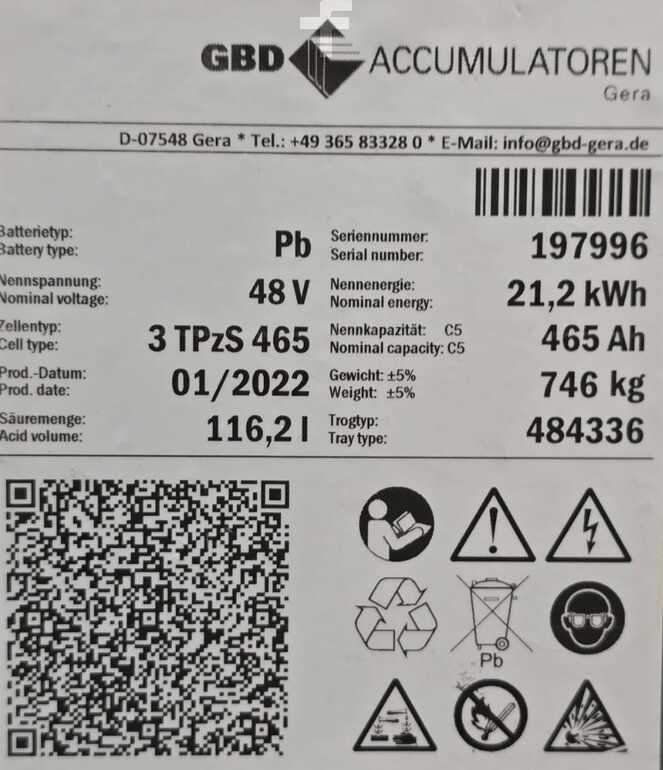 GBD ACCUMULATOREN
Gera
D-07548 Gera * Tel.: +49 365 83328 0 * E-Mail: info@gbd-gera.de
Batterietyp:
Battery type:
Pb
Seriennummer:
Serial number:
197996
Nennspannung:
Nominal voltage:
48 V
Nennenergie:
Nominal energy:
21,2 kWh
Zellentyp:
Cell type:
3 TPzS 465
Nennkapazität: C5
Nominal capacity: C5
465 Ah
Prod.-Datum:
Prod. date:
01/2022
Gewicht: ±5%
Weight: ±5%
746 kg
Säuremenge:
Acid volume:
116,2 l
Trogtyp:
Tray type:
484336
Pb